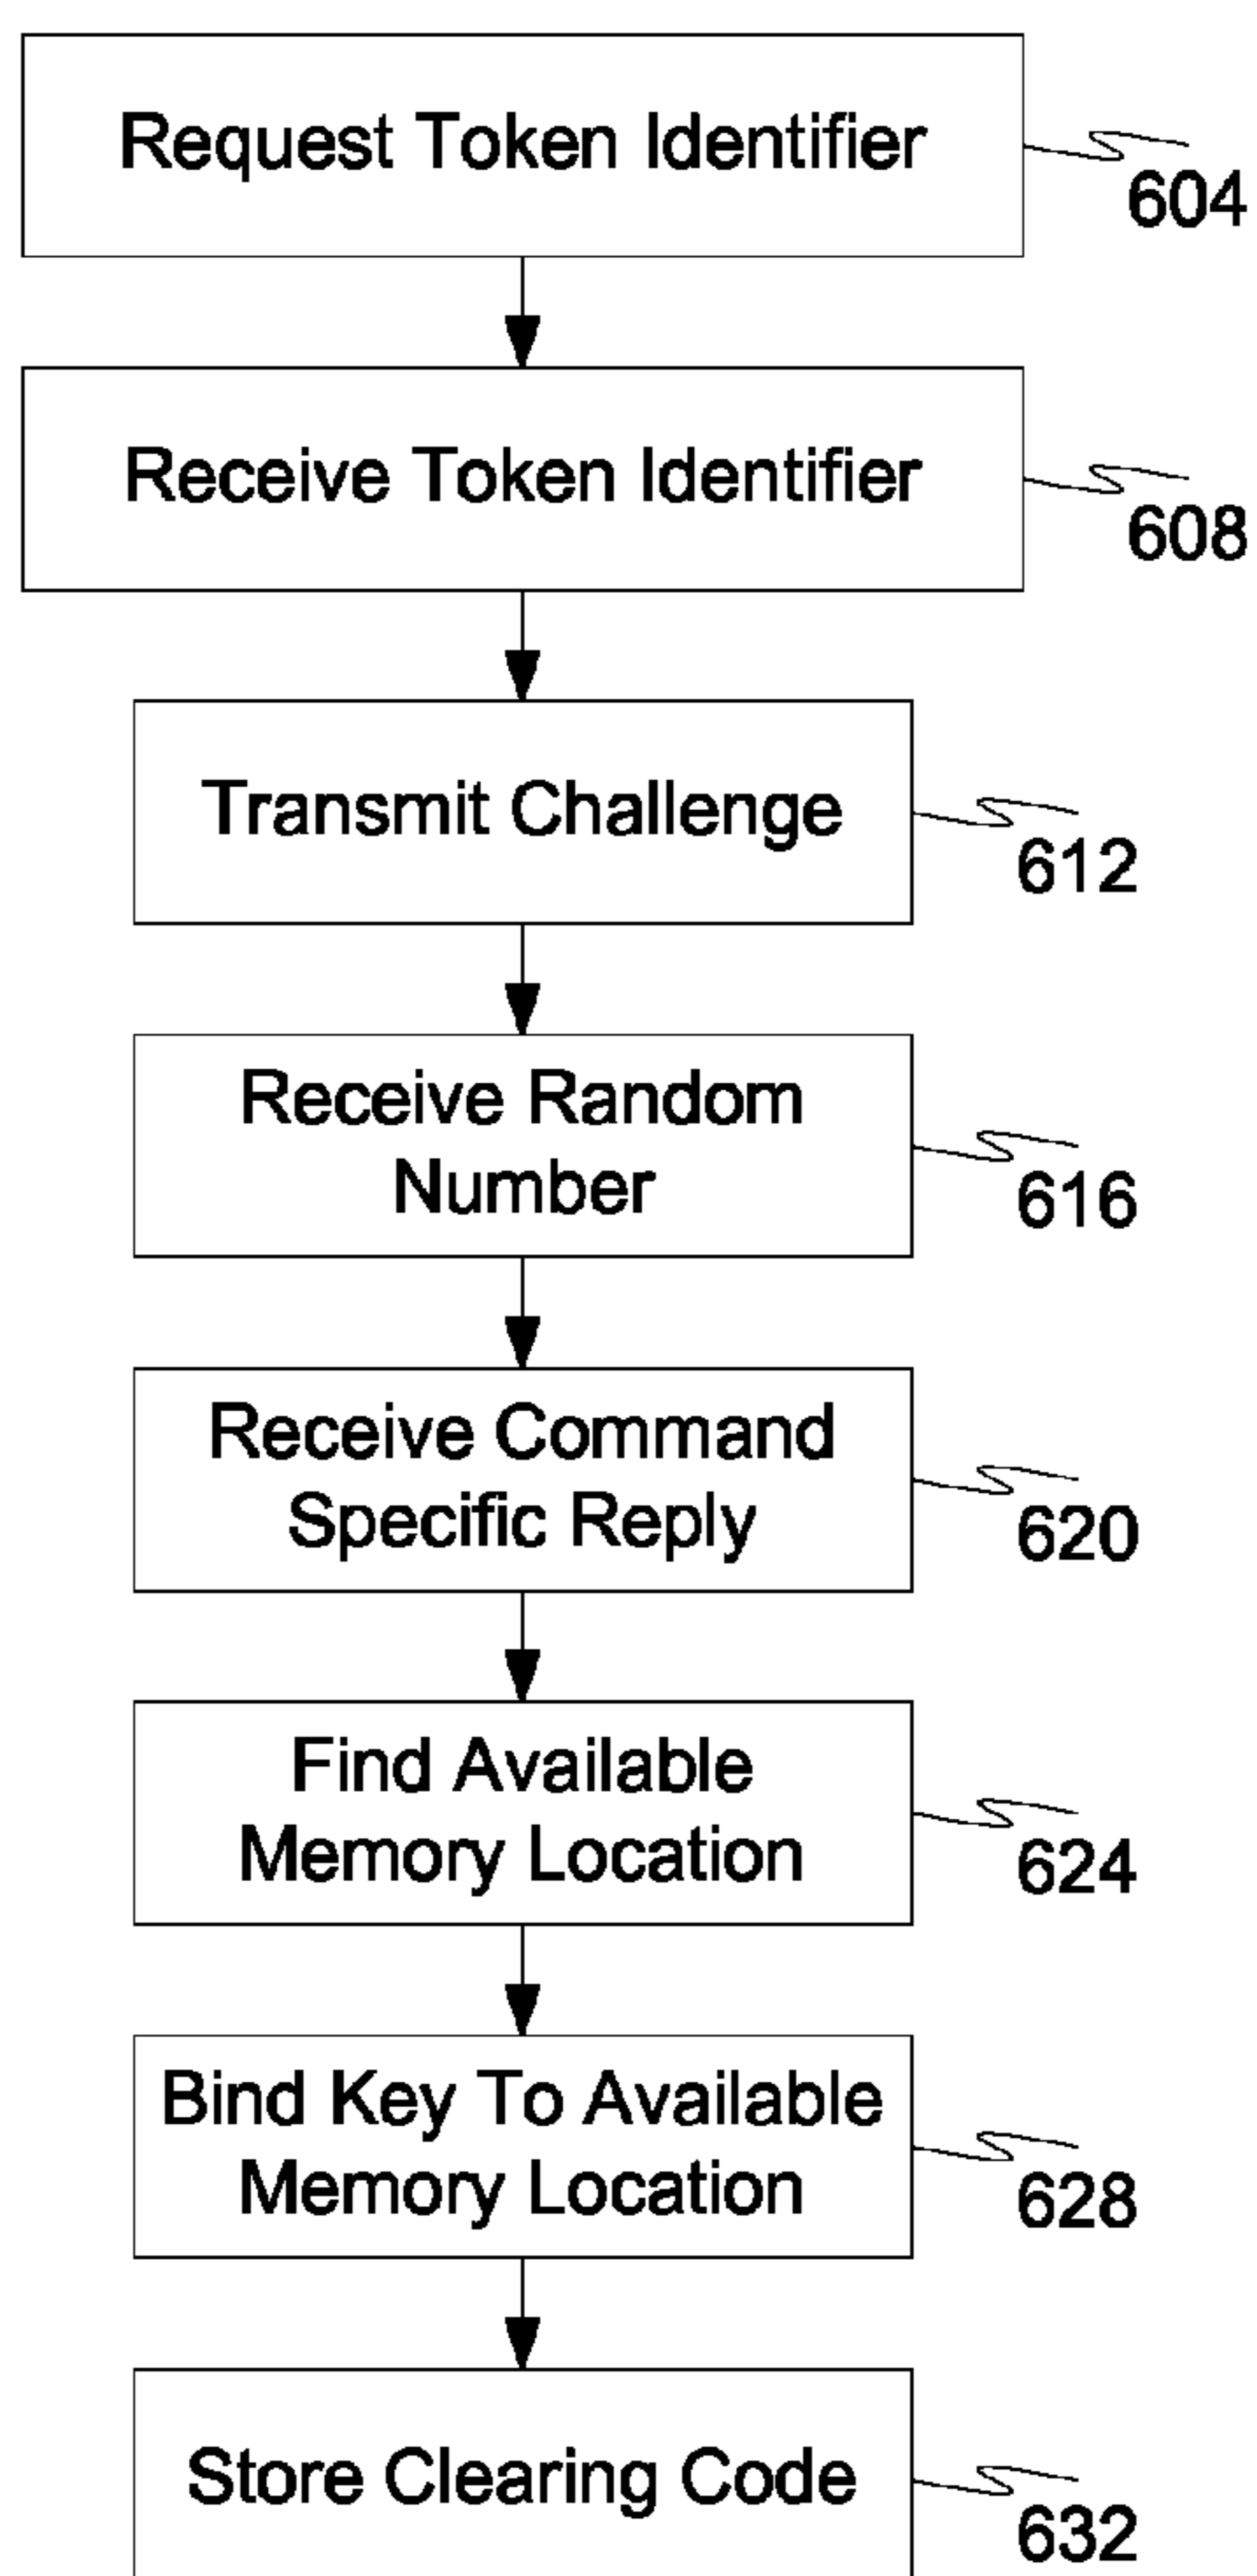 Request Token Identifier
604
Receive Token Identifier
608
Transmit Challenge
612
Receive Random
Number
616
Receive Command
Specific Reply
620
Find Available
Memory Location
624
Bind Key To Available
Memory Location
628
Store Clearing Code
632